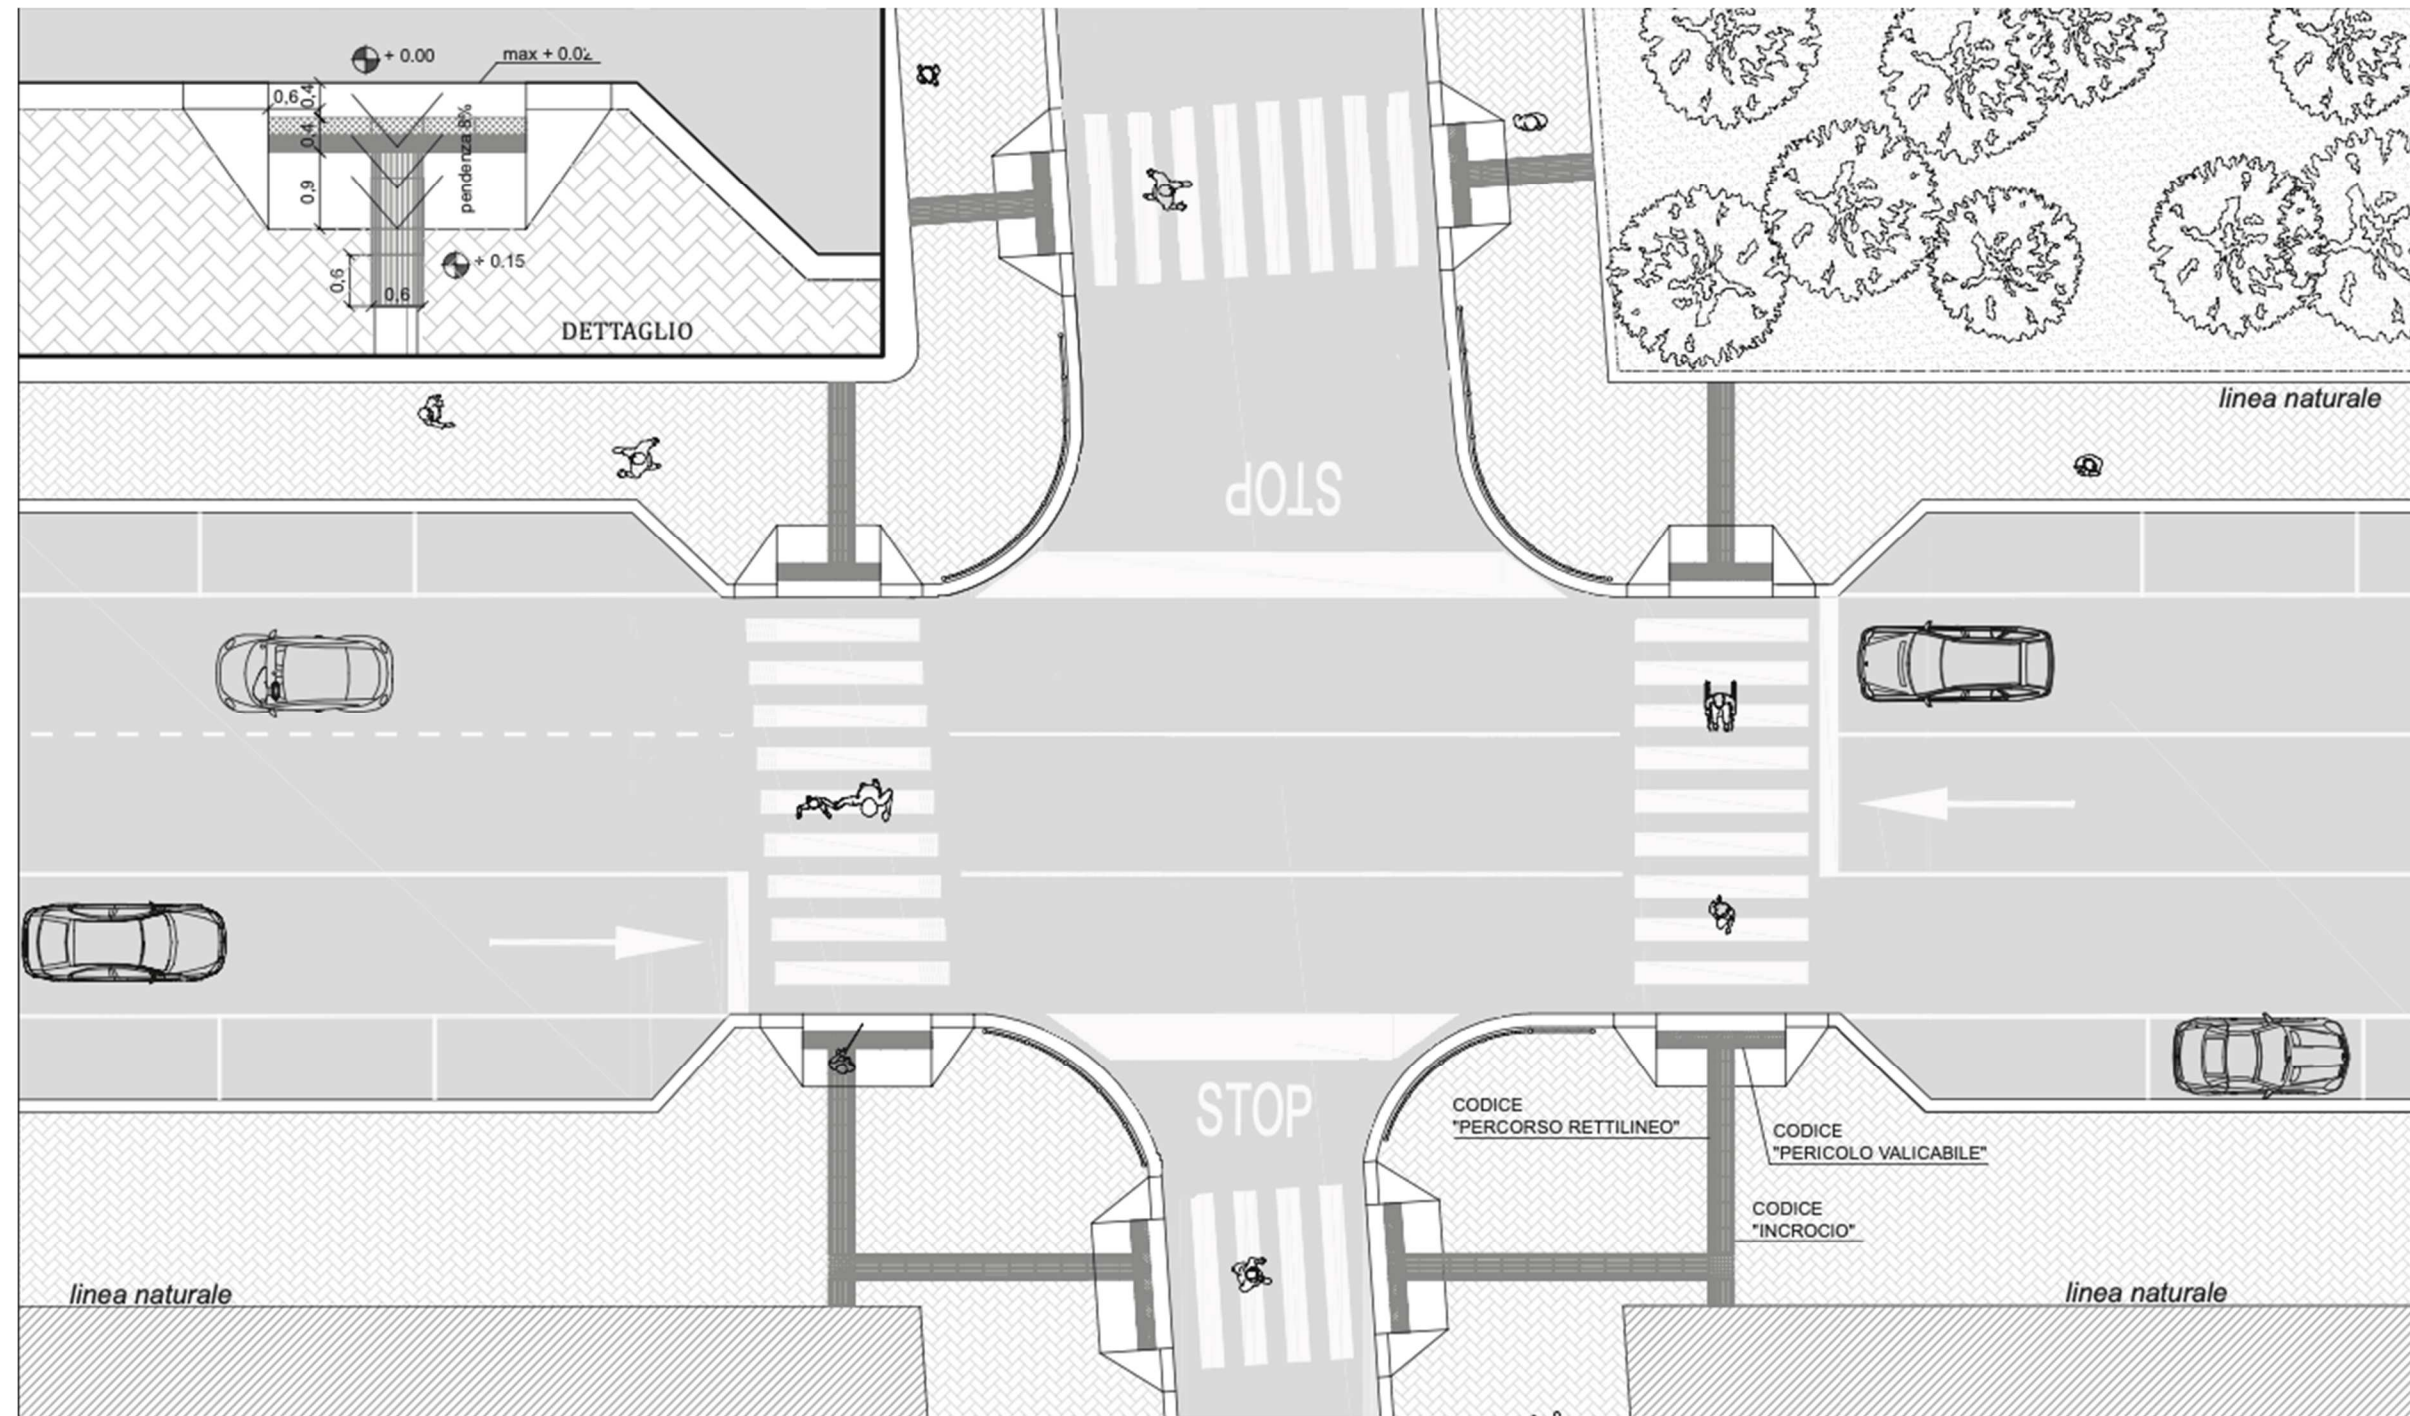 + 0.00
max + 0.02
0,6
0,4
0,4
0,9
pendenza 8%
+ 0.15
0,6
0,6
DETTAGLIO
linea naturale
STOP
STOP
CODICE
"PERCORSO RETTILINEO"
CODICE
"PERICOLO VALICABILE"
CODICE
"INCROCIO"
linea naturale
linea naturale